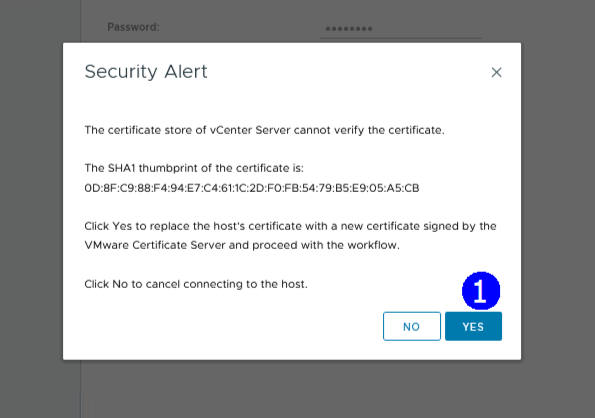 Password:
Security Alert
The certificate store of vCenter Server cannot verify the certificate.
The SHA1 thumbprint of the certificate is:
0D:8F:C9:88:F4:94:E7:C4:61:1C:2D:F0:FB:54:79:B5:E9:05:A5:CB
Click Yes to replace the host's certificate with a new certificate signed by the
VMware Certificate Server and proceed with the workflow.
Click No to cancel connecting to the host.
1
NO YES